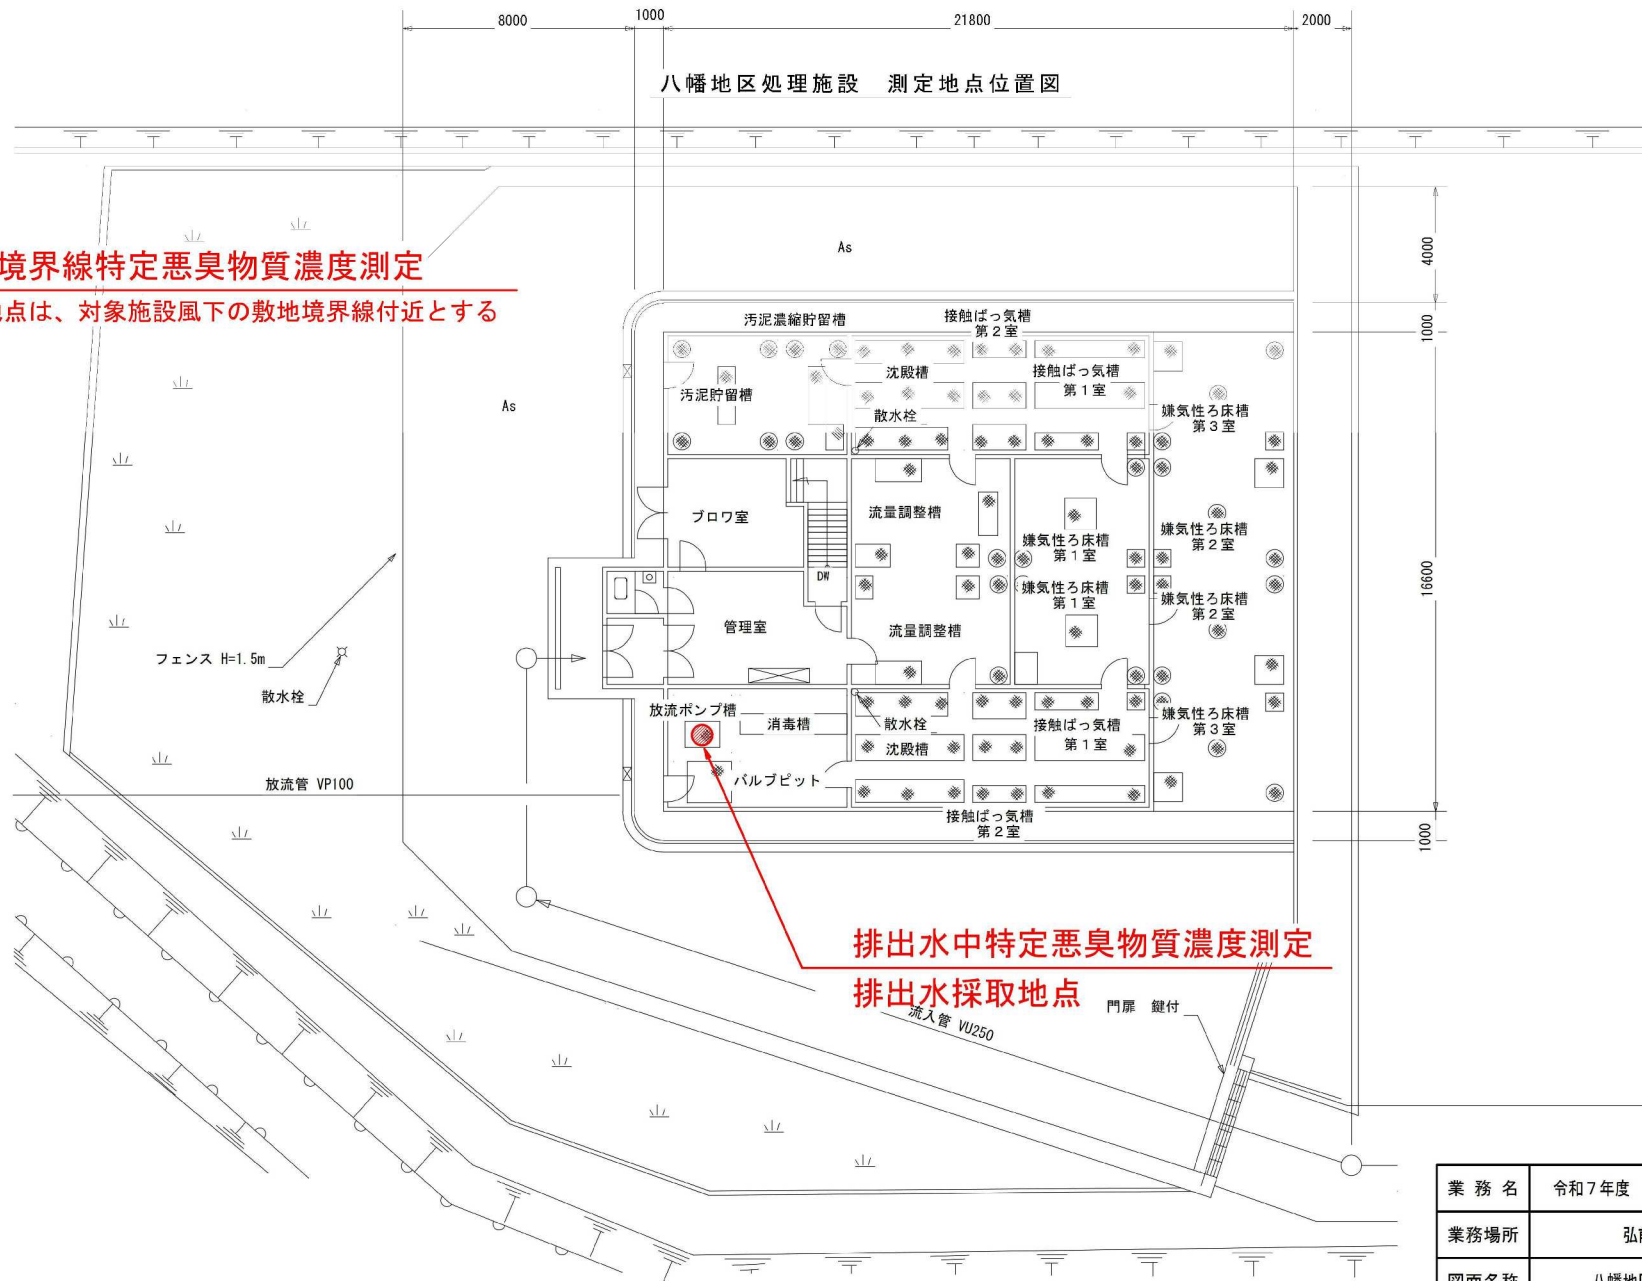 8000
1000
21800
2000
八幡地区処理施設 測定地点位置図
境界線特定悪臭物質濃度測定
点は、対象施設風下の敷地境界線付近とする
As
4000
1000
汚泥濃縮貯留槽
接触ばっ気槽
第2室
沈殿槽
接触ばっ気槽
第1室
汚泥貯留槽
As
散水栓
嫌気性ろ床槽
第3室
ブロワ室
流量調整槽
嫌気性ろ床槽
第1室
嫌気性ろ床槽
第2室
DW
16600
嫌気性ろ床槽
第1室
嫌気性ろ床槽
第2室
管理室
流量調整槽
フェンス H=1.5m
散水栓
放流ポンプ槽
消毒槽
散水栓
接触ばっ気槽
第1室
嫌気性ろ床槽
第3室
沈殿槽
放流管 VP100
バルブピット
接触ばっ気槽
第2室
1000
排出水中特定悪臭物質濃度測定
排出水採取地点
門扉 鍵付
流入管 VU250
業務名 令和7年度
業務場所 弘前
図面名称 八幡地区